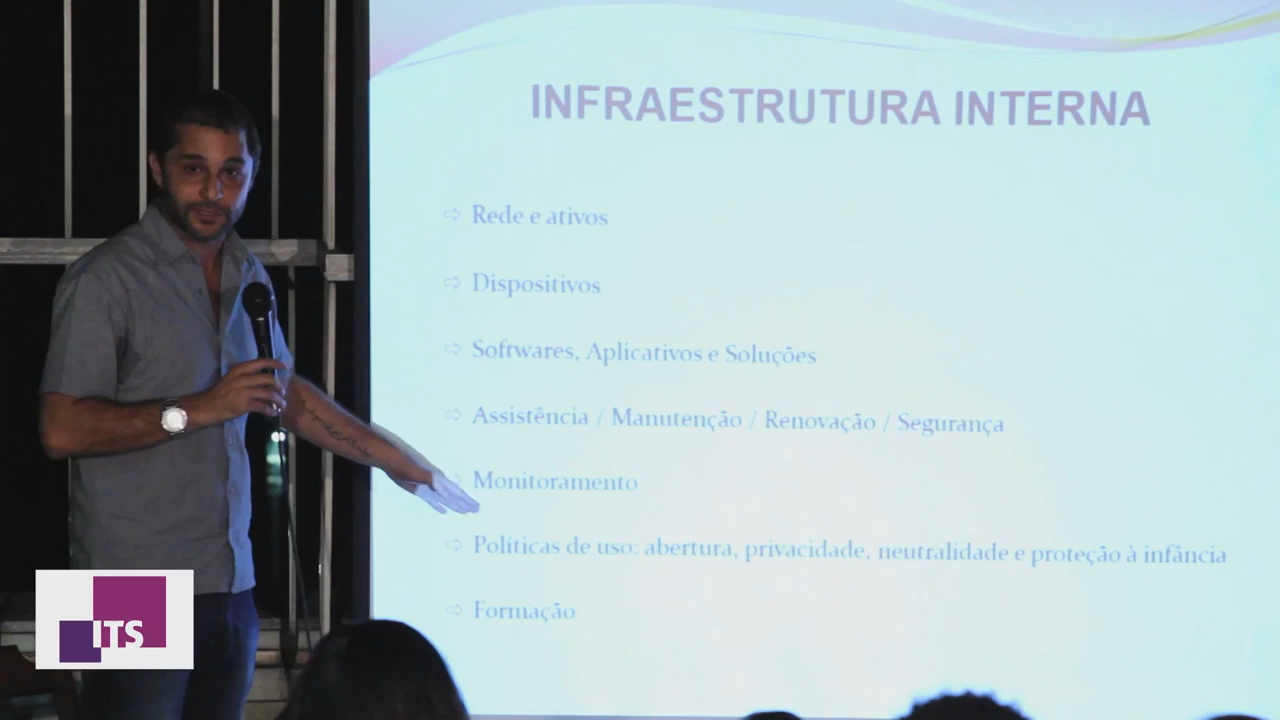 INFRAESTRUTURA INTERNA
Rede e ativos
Dispositivos
Softwares, Aplicativos e Soluções
Assistência / Manutenção / Renovação / Segurança
Monitoramento
Políticas de uso: abertura, privacidade, neutralidade e proteção à infância
Formação
ITS